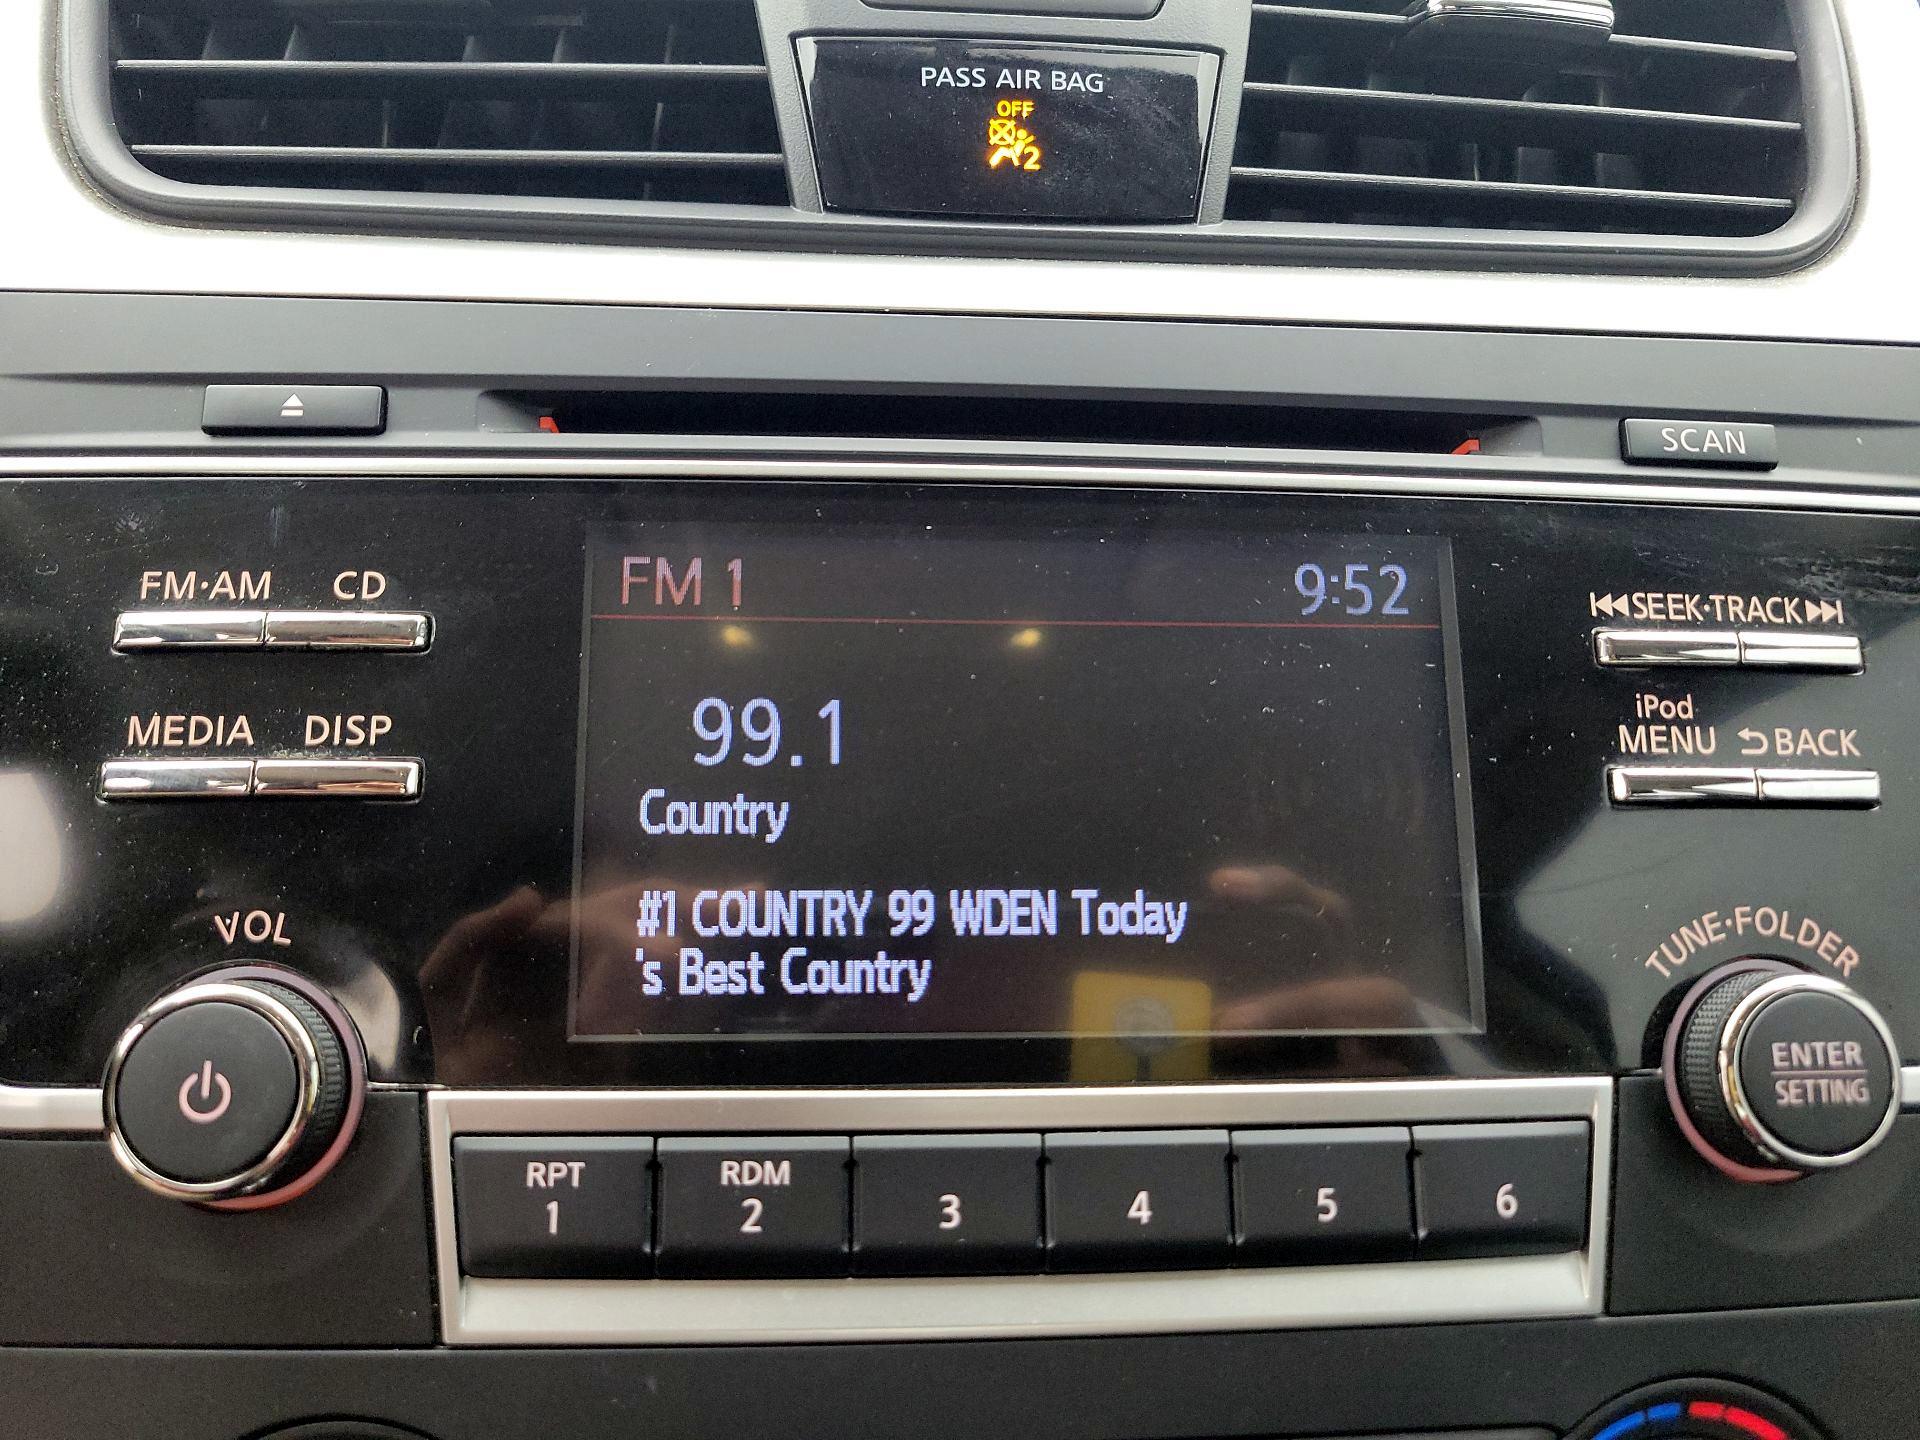 PASS AIR BAG
OFF
2
SCAN
FM·AM CD
FM 1 9:52
SEEK·TRACK
99.1
MEDIA DISP
iPod
MENU BACK
Country
#1 COUNTRY 99 WDEN Today
's Best Country
VOL
TUNE·FOLDER
ENTER
SETTING
RPT
1
RDM
2
3
4
5
6